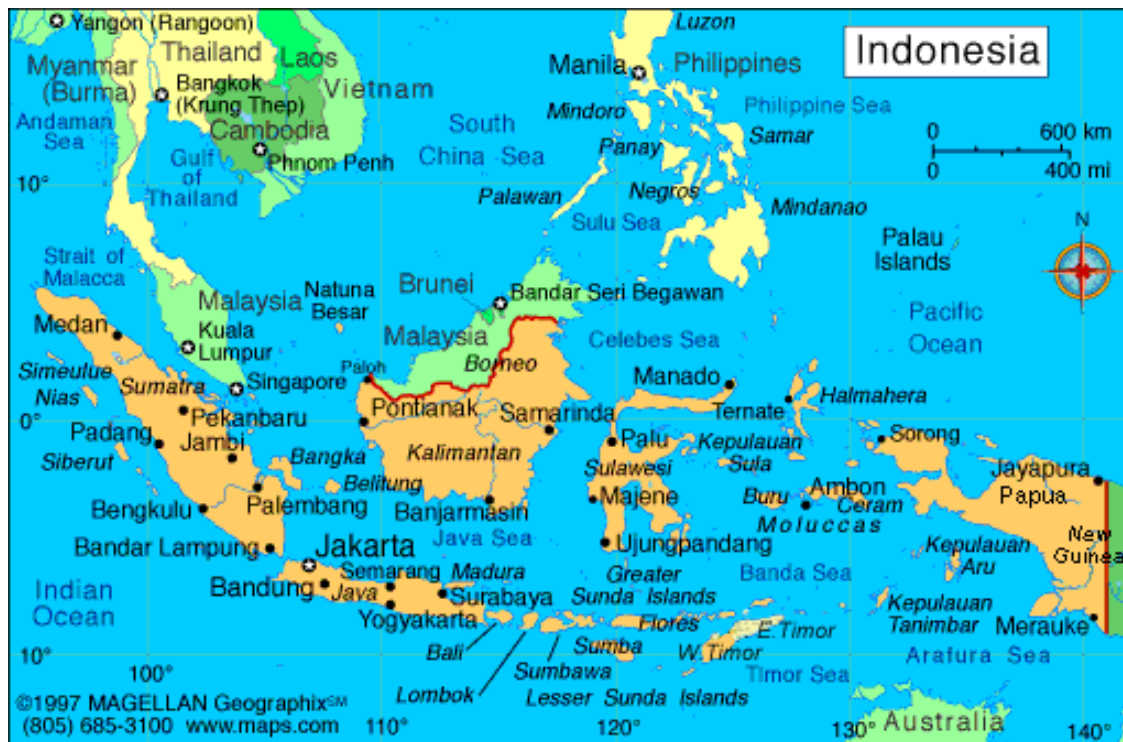 Yangon (Rangoon)
Thailand
Laos
Luzon
Indonesia
Myanmar
(Burma)
Bangkok
(Krung Thep)
Vietnam
Manila
Philippines
Andaman
Sea
Cambodia
South
China Sea
Mindoro
Philippine Sea
0
600 km
Samar
Gulf
of
Thailand
Phnom Penh
Panay
0
400 mi
10°
Palawan
Negros
Sulu Sea
Mindanao
N
Strait of
Malacca
Palau
Islands
Malaysia
Natuna
Besar
Brunei
Bandar Seri Begawan
Pacific
Ocean
Medan
Kuala
Lumpur
Malaysia
Celebes Sea
Simeulue
Nias
Sumatra
Singapore
Paloh
Borneo
Manado
Halmahera
0°
Pekanbaru
Pontianak
Samarinda
Ternate
Padang
Jambi
Palu
Kepulauan
Sula
Sorong
Siberut
Bangka
Kalimantan
Sulawesi
Jayapura
Belitung
Majene
Buru
Ambon
Ceram
Papua
Bengkulu
Palembang
Banjarmasin
Moluccas
Java Sea
New
Guinea
Bandar Lampung
Jakarta
Ujungpandang
Kepulauan
Aru
Bandung
Semarang
Madura
Greater
Sunda Islands
Banda Sea
Indian
Ocean
Java
Surabaya
Kepulauan
Tanimbar
Yogyakarta
Flores
E.Timor
Merauke
10°
Bali
Sumba
W.Timor
Arafura Sea
100°
Sumbawa
Timor Sea
Lombok
Lesser Sunda Islands
©1997 MAGELLAN Geographix℠
(805) 685-3100 www.maps.com
110°
120°
130°
Australia
140°